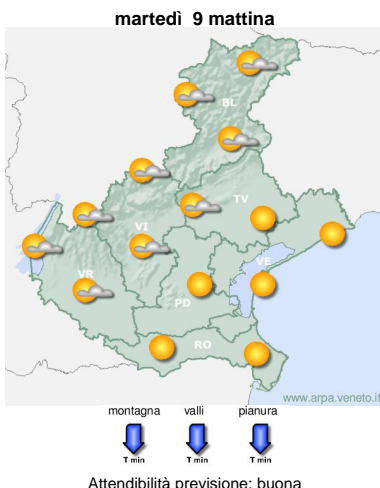 martedì 9 mattina
BL
TV
VI
VE
VR
PD
RO
www.arpa.veneto.it
montagna valli pianura
T min T min T min
Attendibilità previsione: buona